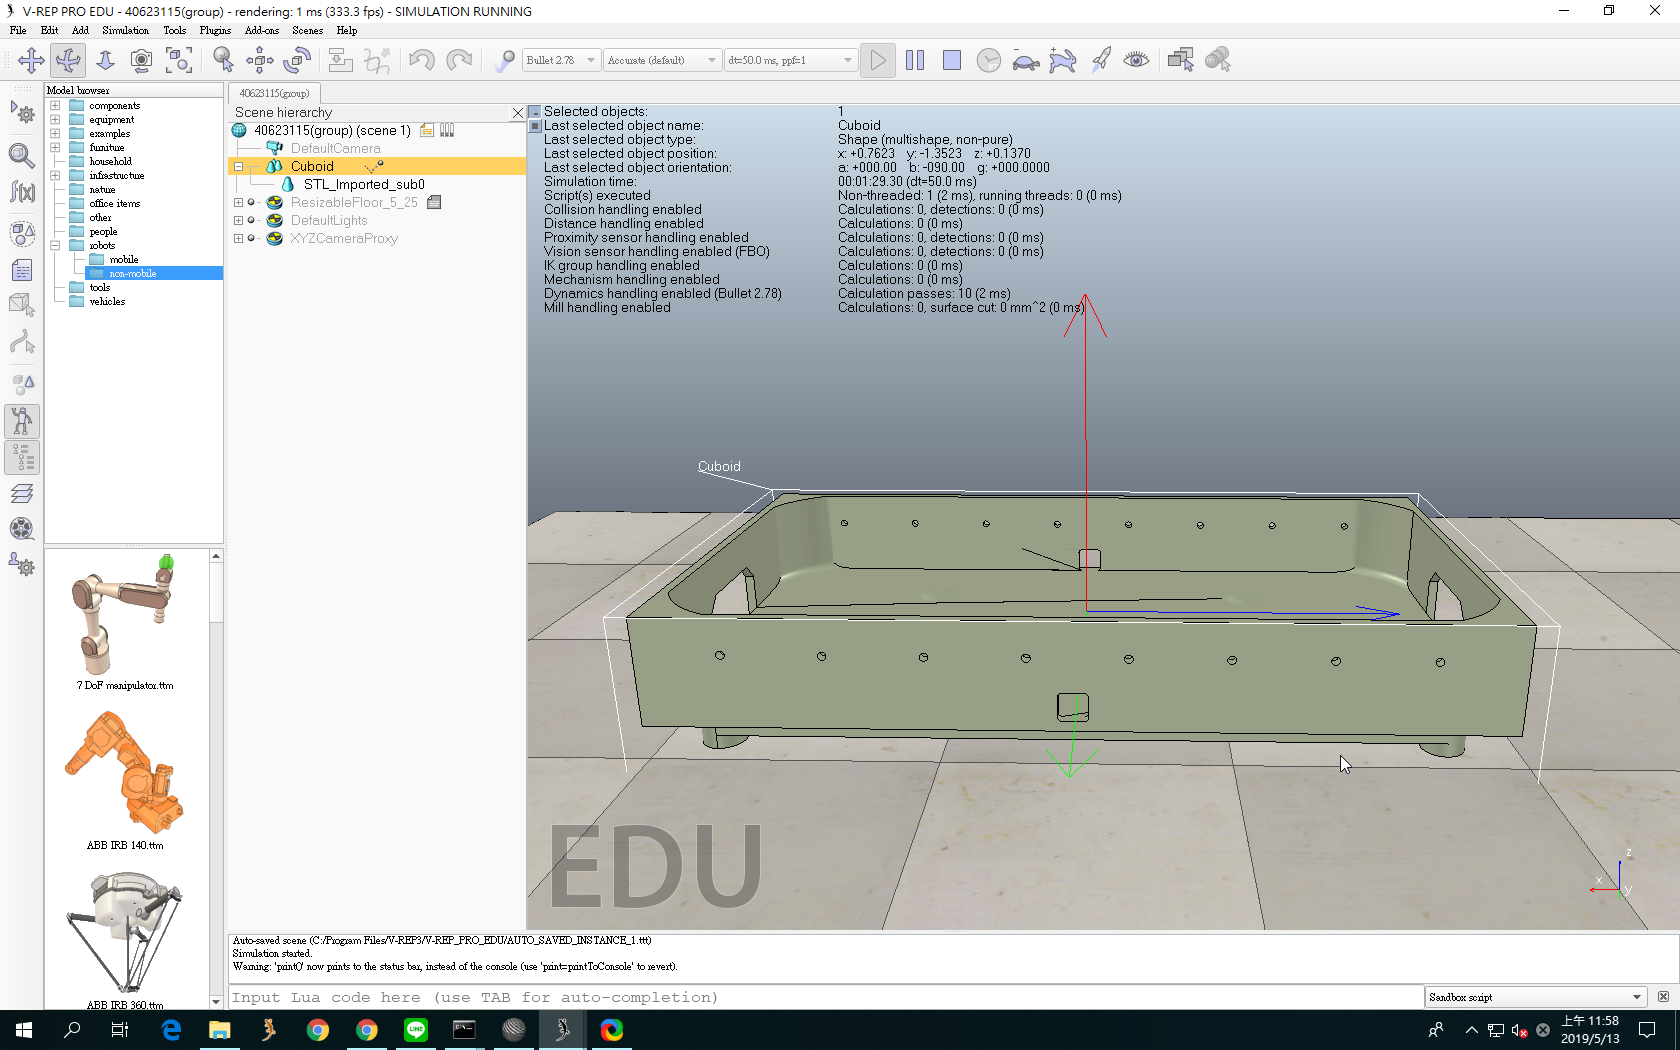 V-REP PRO EDU - 40623115(group) - rendering: 1 ms (333.3 fps) - SIMULATION RUNNING
File Edit Add Simulation Tools Plugins Add-ons Scenes Help
Bullet 2.78 Accurate (default) dt=50.0 ms, ppf=1
Model browser
components
equipment
examples
furniture
household
infrastructure
nature
office items
other
people
robots
mobile
non-mobile
tools
vehicles
7 DoF manipulator.ttm
ABB IRB 140.ttm
ABB IRB 360.ttm
40623115(group)
Scene hierarchy
40623115(group) (scene 1)
DefaultCamera
Cuboid
STL_Imported_sub0
ResizableFloor_5_25
DefaultLights
XYZCameraProxy
Selected objects: 1
Last selected object name: Cuboid
Last selected object type: Shape (multishape, non-pure)
Last selected object position: x: +0.7623 y: -1.3523 z: +0.1370
Last selected object orientation: a: +000.00 b: -090.00 g: +000.0000
Simulation time: 00:01:29.30 (dt=50.0 ms)
Script(s) executed Non-threaded: 1 (2 ms), running threads: 0 (0 ms)
Collision handling enabled Calculations: 0, detections: 0 (0 ms)
Distance handling enabled Calculations: 0 (0 ms)
Proximity sensor handling enabled Calculations: 0, detections: 0 (0 ms)
Vision sensor handling enabled (FBO) Calculations: 0, detections: 0 (0 ms)
IK group handling enabled Calculations: 0 (0 ms)
Mechanism handling enabled Calculations: 0 (0 ms)
Dynamics handling enabled (Bullet 2.78) Calculation passes: 10 (2 ms)
Mill handling enabled Calculations: 0, surface cut: 0 mm^2 (0 ms)
Cuboid
EDU
z
x
y
Auto-saved scene (C:/Program Files/V-REP3/V-REP_PRO_EDU/AUTO_SAVED_INSTANCE_1.ttt)
Simulation started.
Warning: 'print()' now prints to the status bar, instead of the console (use 'print=printToConsole' to revert).
Input Lua code here (use TAB for auto-completion)
Sandbox script
LINE
上午 11:58
2019/5/13